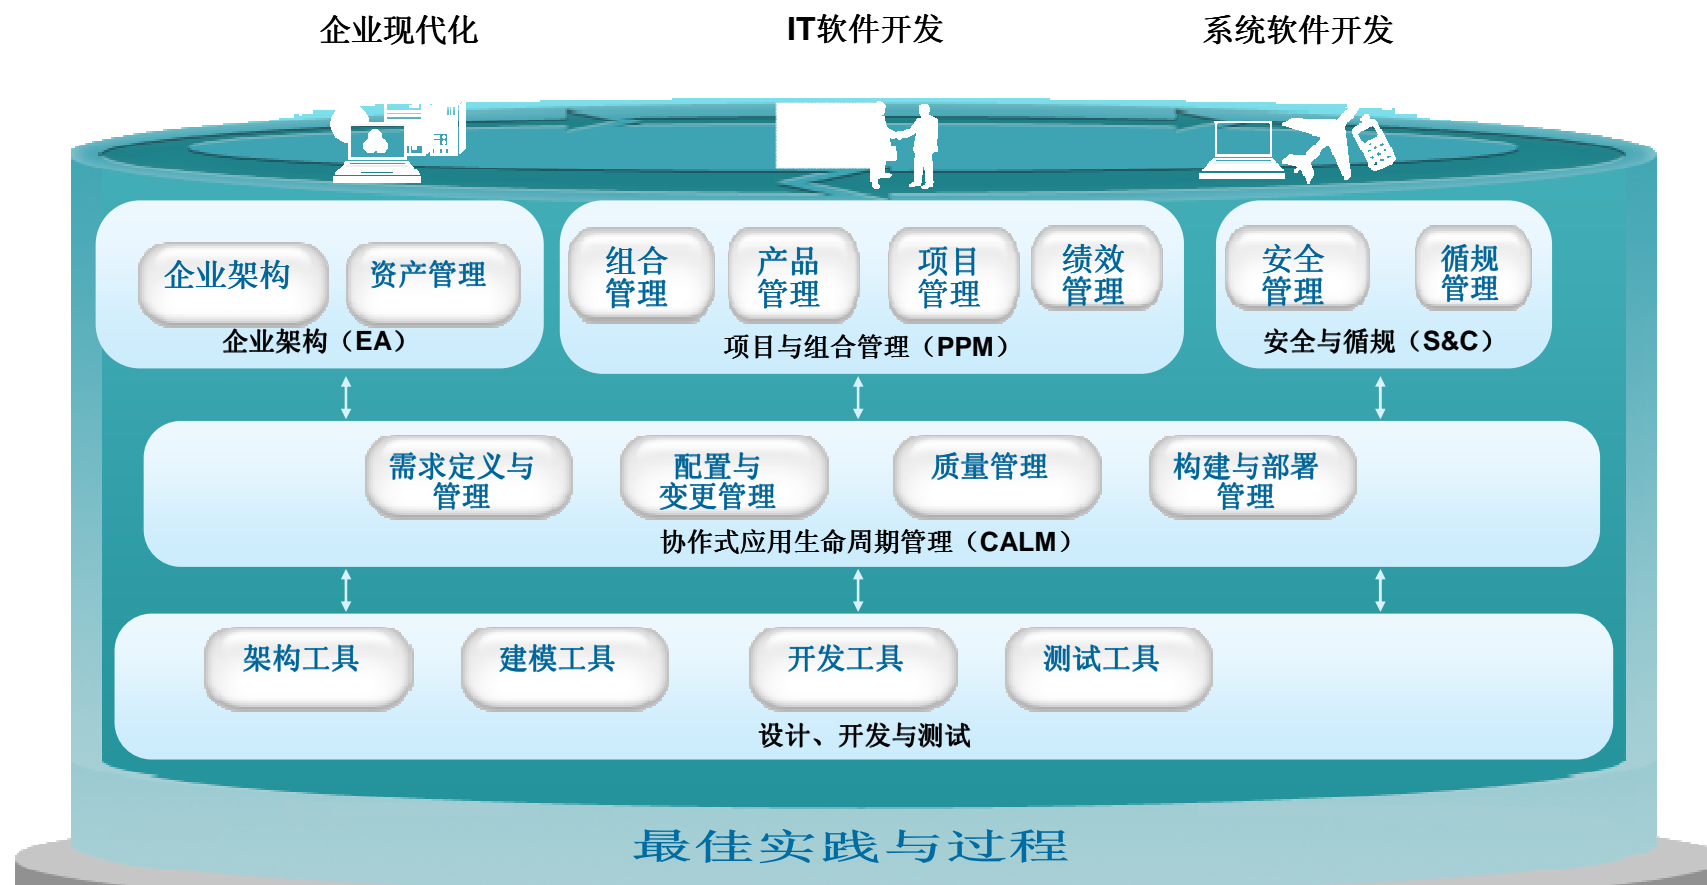 企业现代化
IT软件开发
系统软件开发
企业架构
资产管理
企业架构（EA）
组合
管理
产品
管理
项目
管理
绩效
管理
项目与组合管理（PPM）
安全
管理
循规
管理
安全与循规（S&C）
需求定义与
管理
配置与
变更管理
质量管理
构建与部署
管理
协作式应用生命周期管理（CALM）
架构工具
建模工具
开发工具
测试工具
设计、开发与测试
最佳实践与过程